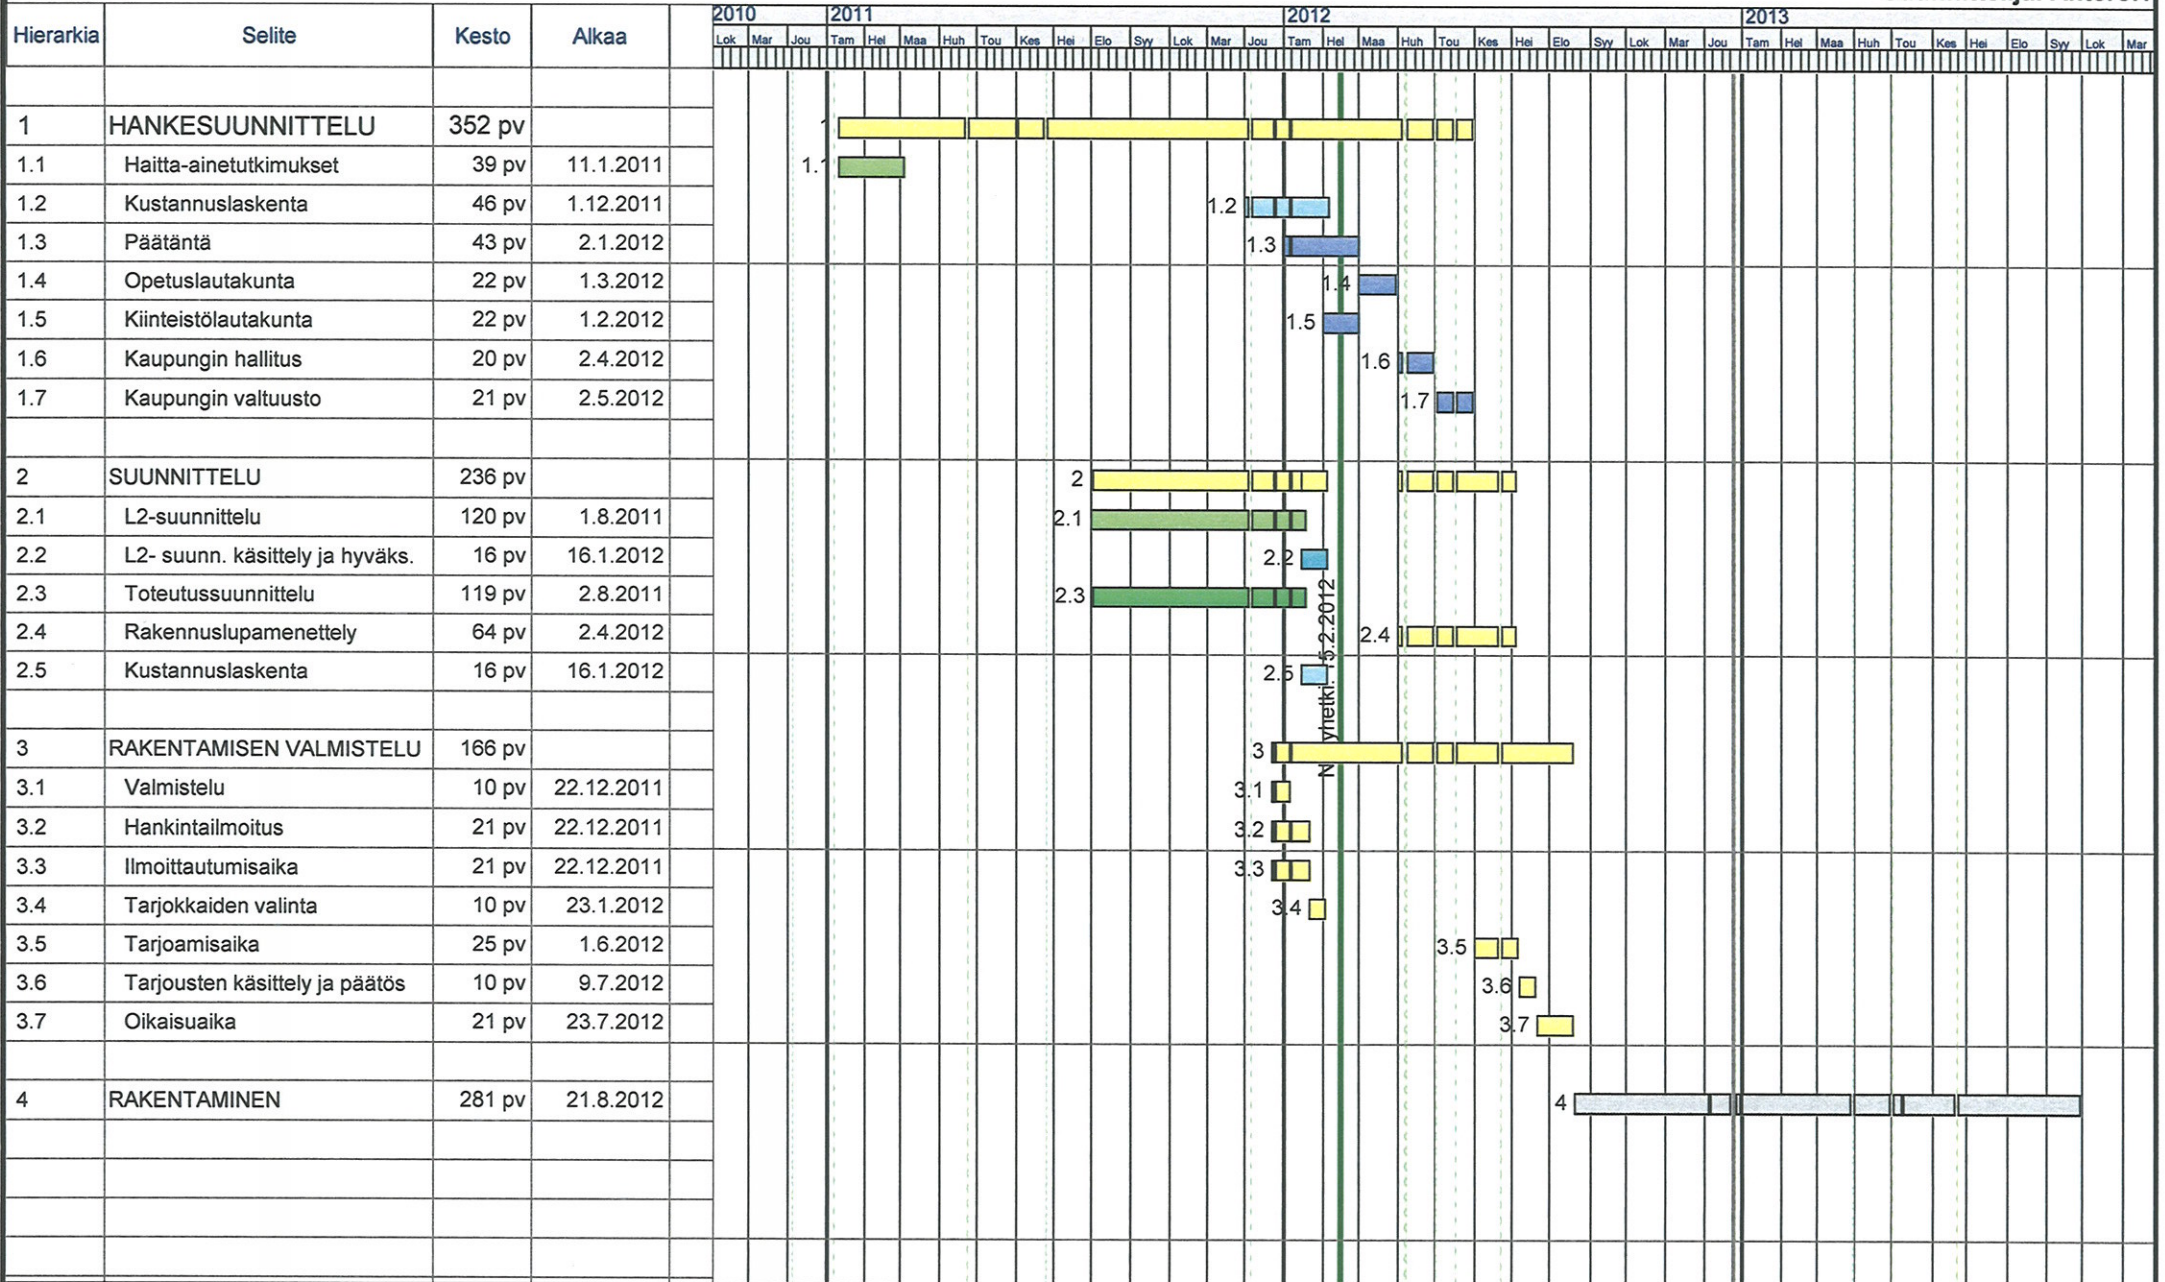 2010 2011 2012 2013
Hierarkia Selite Kesto Alkaa
Lok Mar Jou Tam Hel Maa Huh Tou Kes Hei Elo Syy Lok Mar Jou Tam Hel Maa Huh Tou Kes Hei Elo Syy Lok Mar Jou Tam Hel Maa Huh Tou Kes Hei Elo Syy Lok Mar
1 HANKESUUNNITTELU 352 pv 1
1.1 Haitta-ainetutkimukset 39 pv 11.1.2011 1.1
1.2 Kustannuslaskenta 46 pv 1.12.2011 1.2
1.3 Päätäntä 43 pv 2.1.2012 1.3
1.4 Opetuslautakunta 22 pv 1.3.2012 1.4
1.5 Kiinteistölautakunta 22 pv 1.2.2012 1.5
1.6 Kaupungin hallitus 20 pv 2.4.2012 1.6
1.7 Kaupungin valtuusto 21 pv 2.5.2012 1.7
2 SUUNNITTELU 236 pv 2
2.1 L2-suunnittelu 120 pv 1.8.2011 2.1
2.2 L2- suunn. käsittely ja hyväks. 16 pv 16.1.2012 2.2
2.3 Toteutussuunnittelu 119 pv 2.8.2011 2.3
2.4 Rakennuslupamenettely 64 pv 2.4.2012 2.4
2.5 Kustannuslaskenta 16 pv 16.1.2012 2.5
3 RAKENTAMISEN VALMISTELU 166 pv 3
3.1 Valmistelu 10 pv 22.12.2011 3.1
3.2 Hankintailmoitus 21 pv 22.12.2011 3.2
3.3 Ilmoittautumisaika 21 pv 22.12.2011 3.3
3.4 Tarjokkaiden valinta 10 pv 23.1.2012 3.4
3.5 Tarjoamisaika 25 pv 1.6.2012 3.5
3.6 Tarjousten käsittely ja päätös 10 pv 9.7.2012 3.6
3.7 Oikaisuaika 21 pv 23.7.2012 3.7
4 RAKENTAMINEN 281 pv 21.8.2012 4